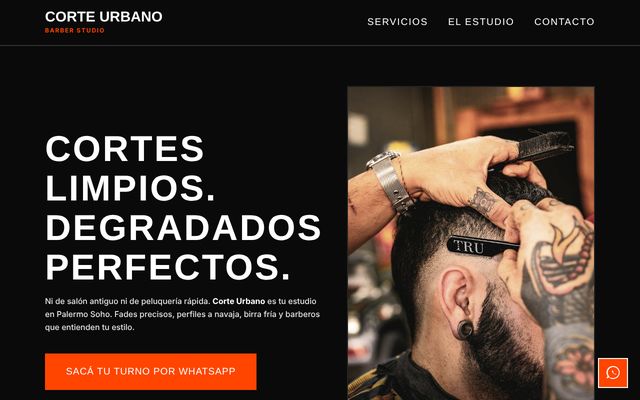 CORTE URBANO
BARBER STUDIO
SERVICIOS EL ESTUDIO CONTACTO
CORTES
LIMPIOS.
DEGRADADOS
PERFECTOS.
Ni de salón antiguo ni de peluquería rápida. Corte Urbano es tu estudio
en Palermo Soho. Fades precisos, perfiles a navaja, birra fría y barberos
que entienden tu estilo.
SACÁ TU TURNO POR WHATSAPP
TRU